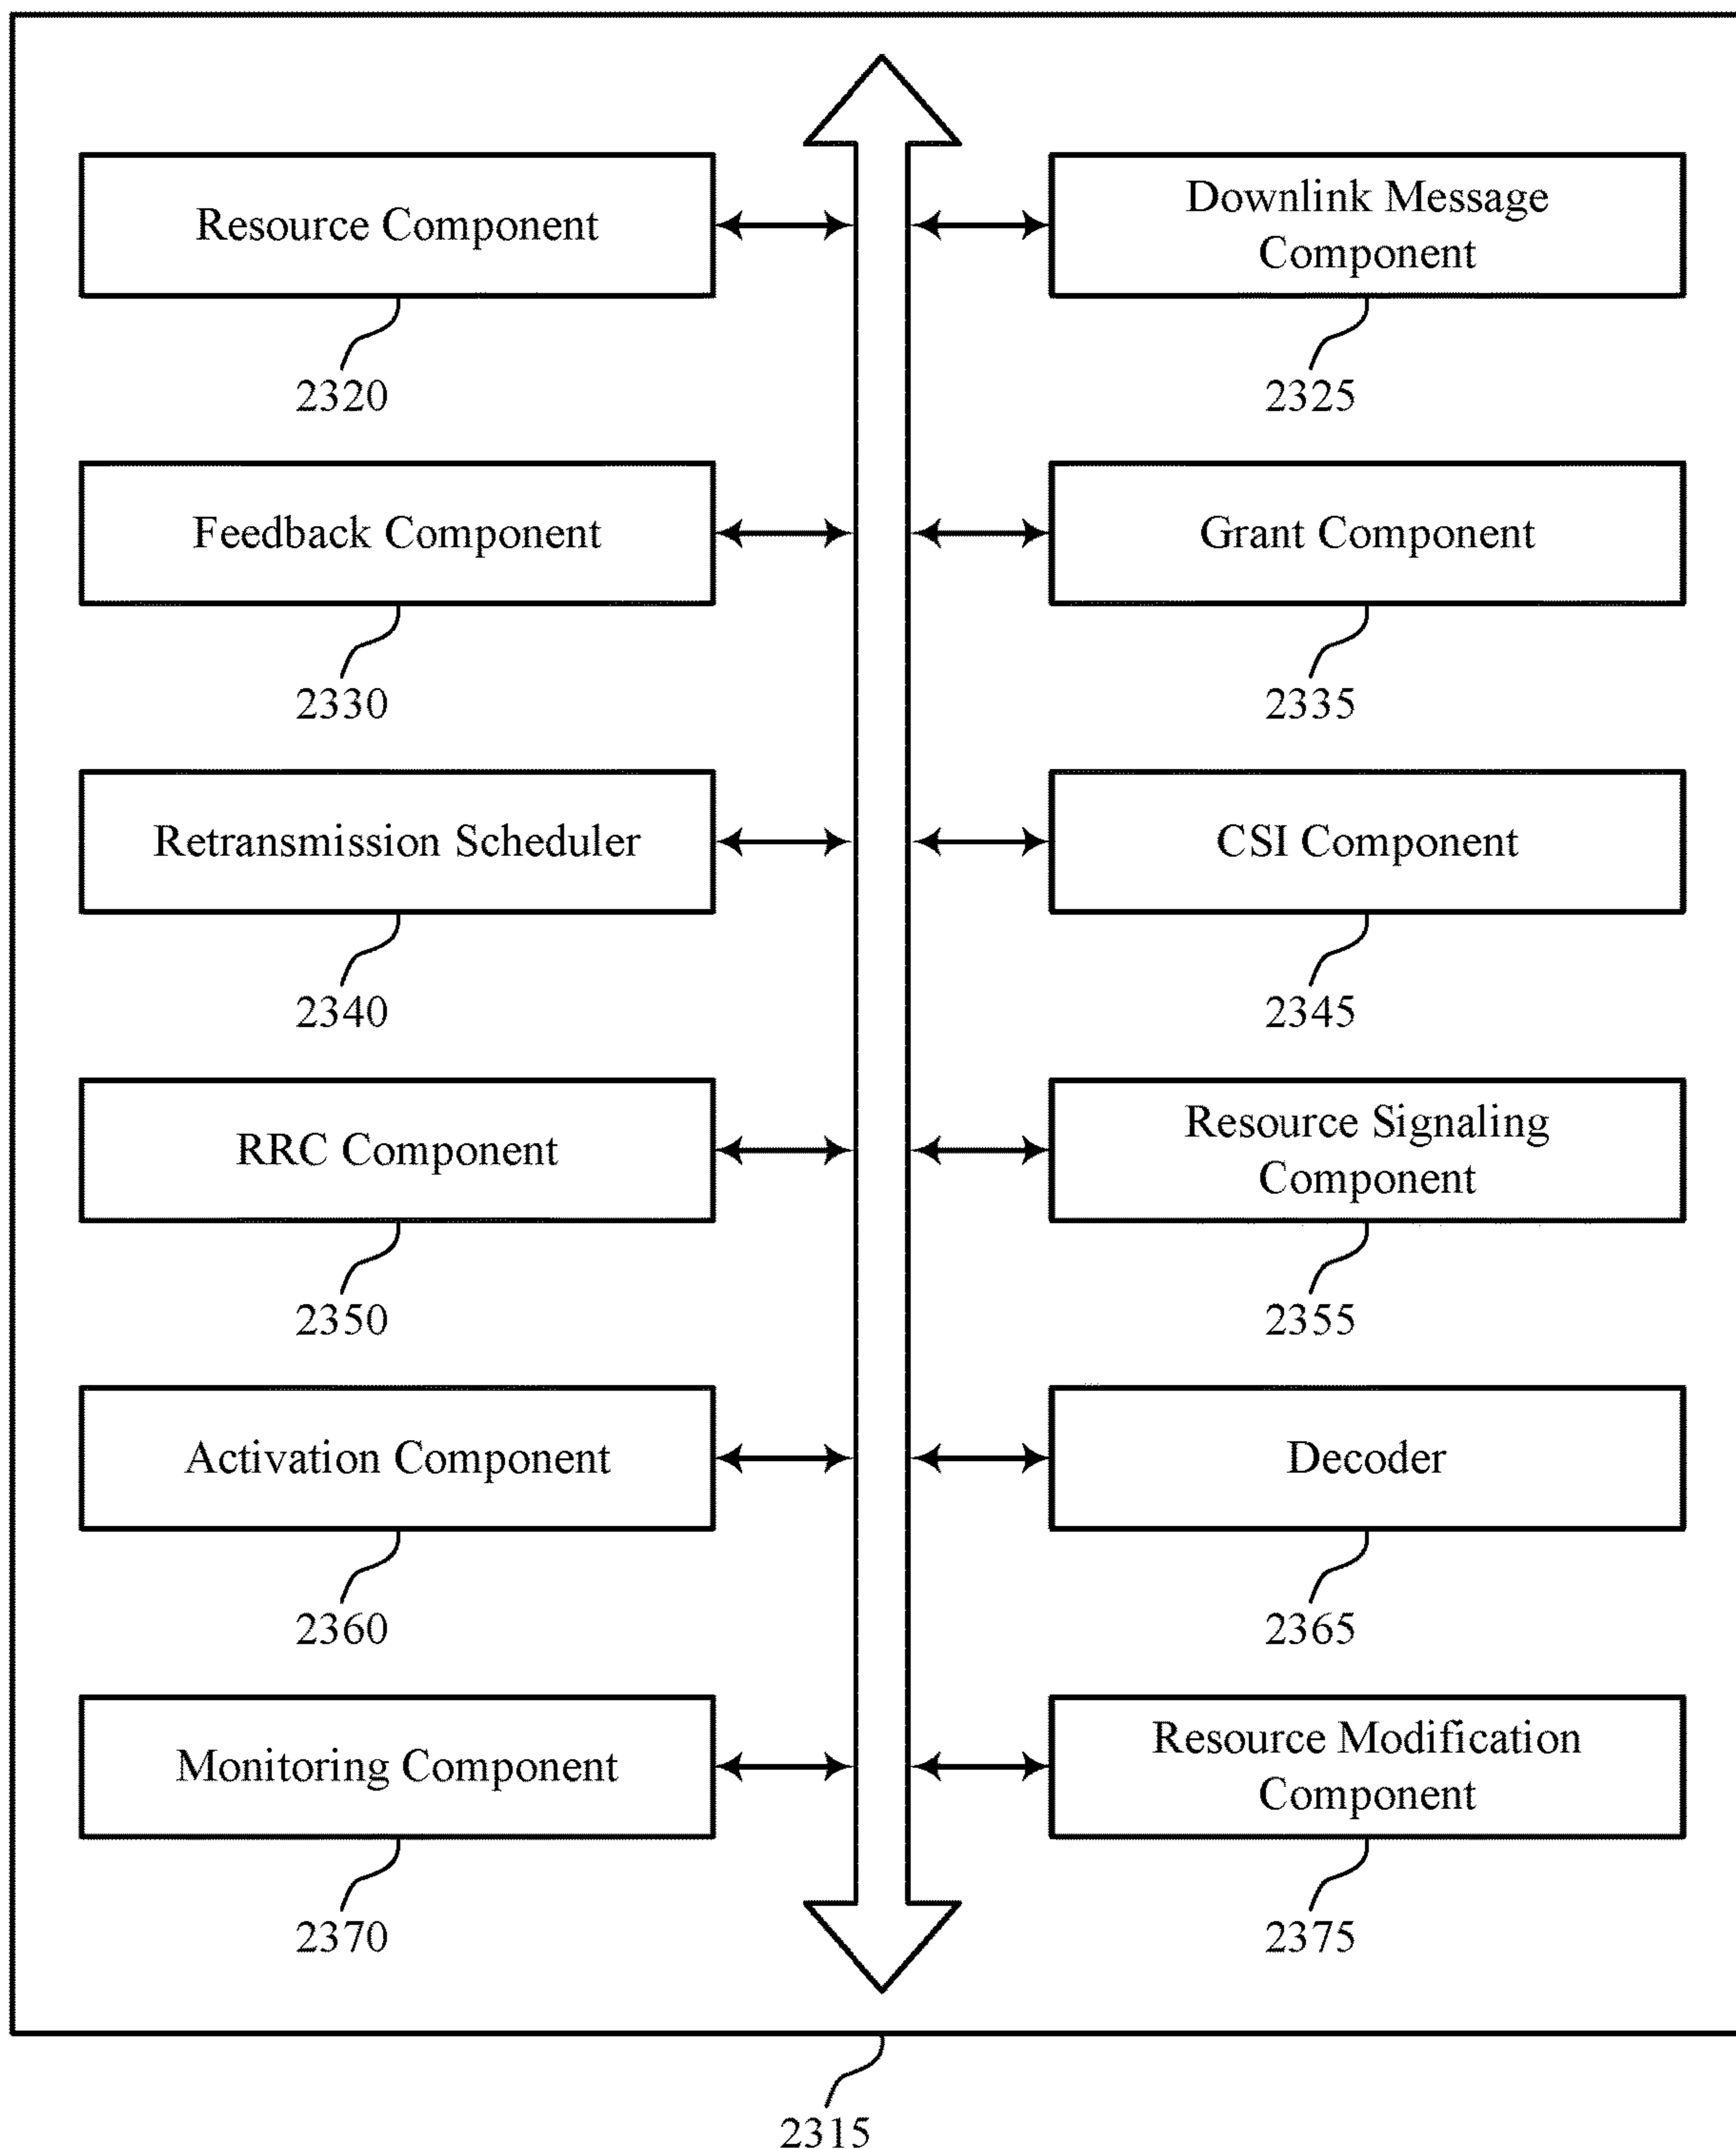 Resource Component
2320
Downlink Message
Component
2325
Feedback Component
2330
Grant Component
2335
Retransmission Scheduler
2340
CSI Component
2345
RRC Component
2350
Resource Signaling
Component
2355
Activation Component
2360
Decoder
2365
Monitoring Component
2370
Resource Modification
Component
2375
2315